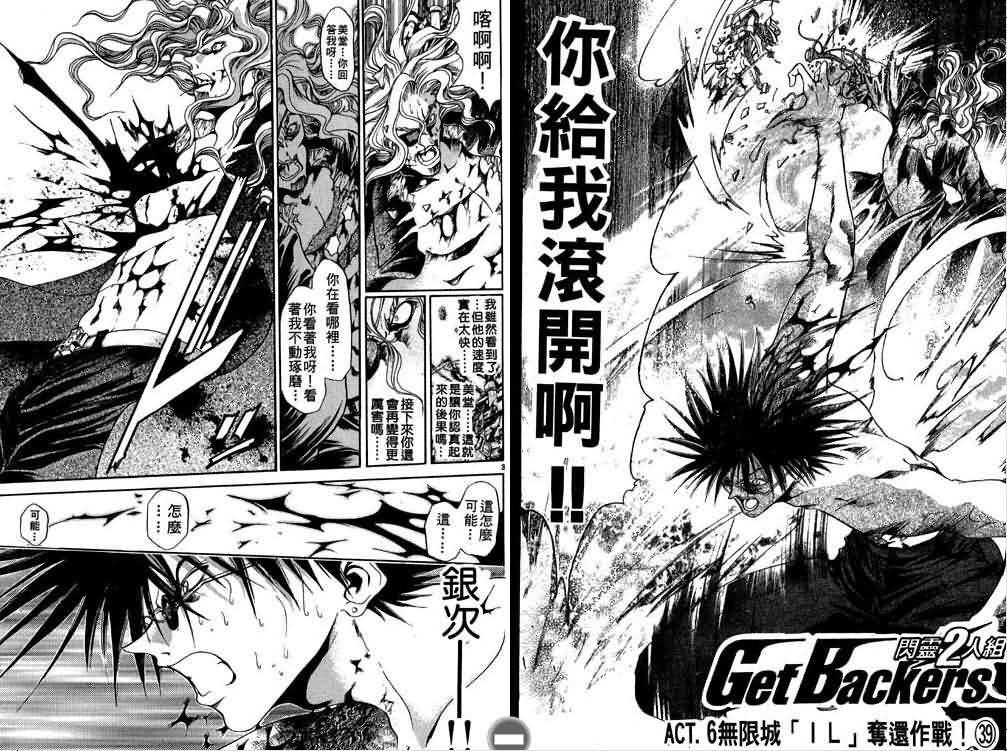 你給我滾開啊!!
閃靈2人組
GetBackers
ACT. 6無限城「IL」奪還作戰!㊴
喀啊啊!
美堂…你回
答我呀……
我雖然看到了
…但他的速度
實在太快……
美堂……這就
是讓你認真起
來的後果嗎…
接下來你還
會再變得更
厲害嗎……
你在看哪裡…
你看著我呀!看
著我不動琢磨…
3
這怎麼
可能…
這…
怎麼
……
可能…
銀次——!!